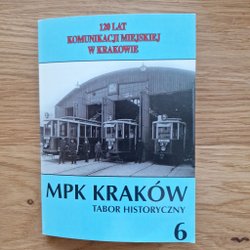 120 LAT
KOMUNIKACJI MIEJSKIEJ
W KRAKOWIE
MPK KRAKÓW
TABOR HISTORYCZNY
6